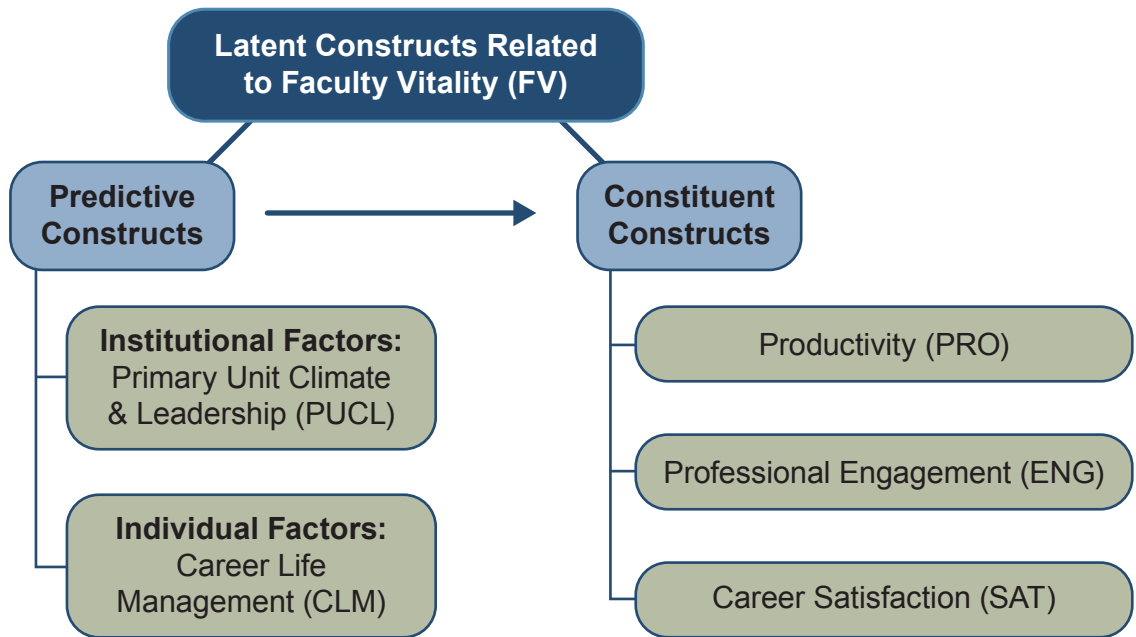 Latent Constructs Related
to Faculty Vitality (FV)
Predictive
Constructs
Constituent
Constructs
Institutional Factors:
Primary Unit Climate
& Leadership (PUCL)
Individual Factors:
Career Life
Management (CLM)
Productivity (PRO)
Professional Engagement (ENG)
Career Satisfaction (SAT)